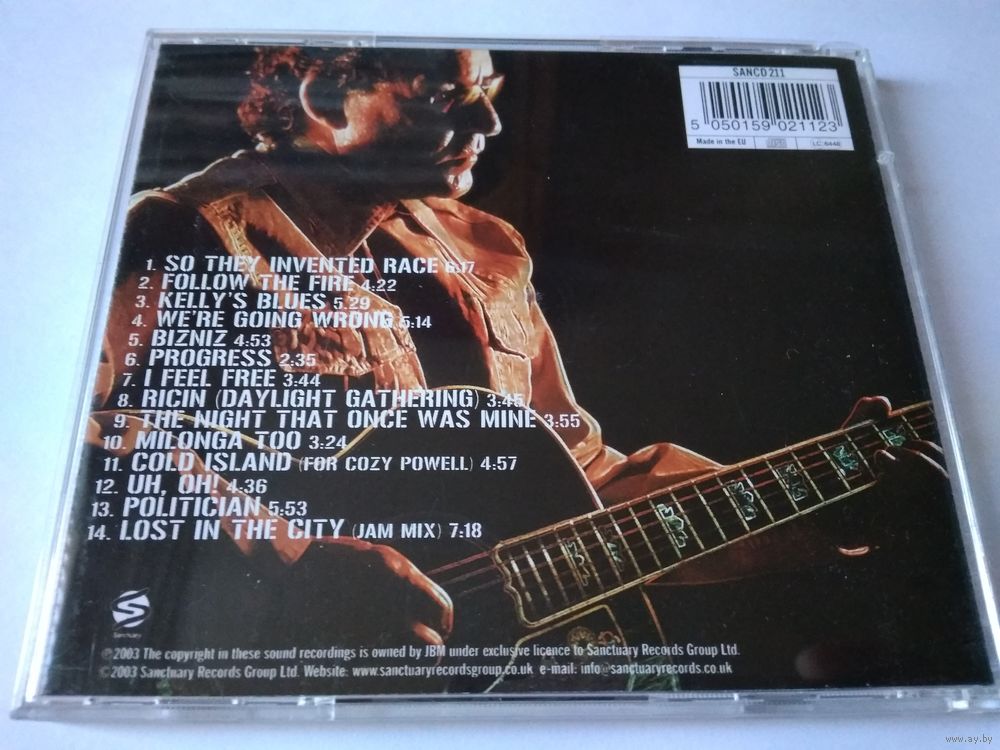 SANCD 211
5 050159 021123
Made in the EU
LC 6448
1. SO THEY INVENTED RACE 6:17
2. FOLLOW THE FIRE 4:22
3. KELLY'S BLUES 5.29
4. WE'RE GOING WRONG 5:14
5. BIZNIZ 4:53
6. PROGRESS 2:35
7. I FEEL FREE 3:44
8. RICIN (DAYLIGHT GATHERING) 3:45
9. THE NIGHT THAT ONCE WAS MINE 3:55
10. MILONGA TOO 3:24
11. COLD ISLAND (FOR COZY POWELL) 4:57
12. UH, OH! 4:36
13. POLITICIAN 5:53
14. LOST IN THE CITY (JAM MIX) 7:18
Sanctuary
℗2003 The copyright in these sound recordings is owned by JBM under exclusive licence to Sanctuary Records Group Ltd.
©2003 Sanctuary Records Group Ltd. Website: www.sanctuaryrecordsgroup.co.uk e-mail: info@sanctuaryrecords.co.uk
www.ay.by